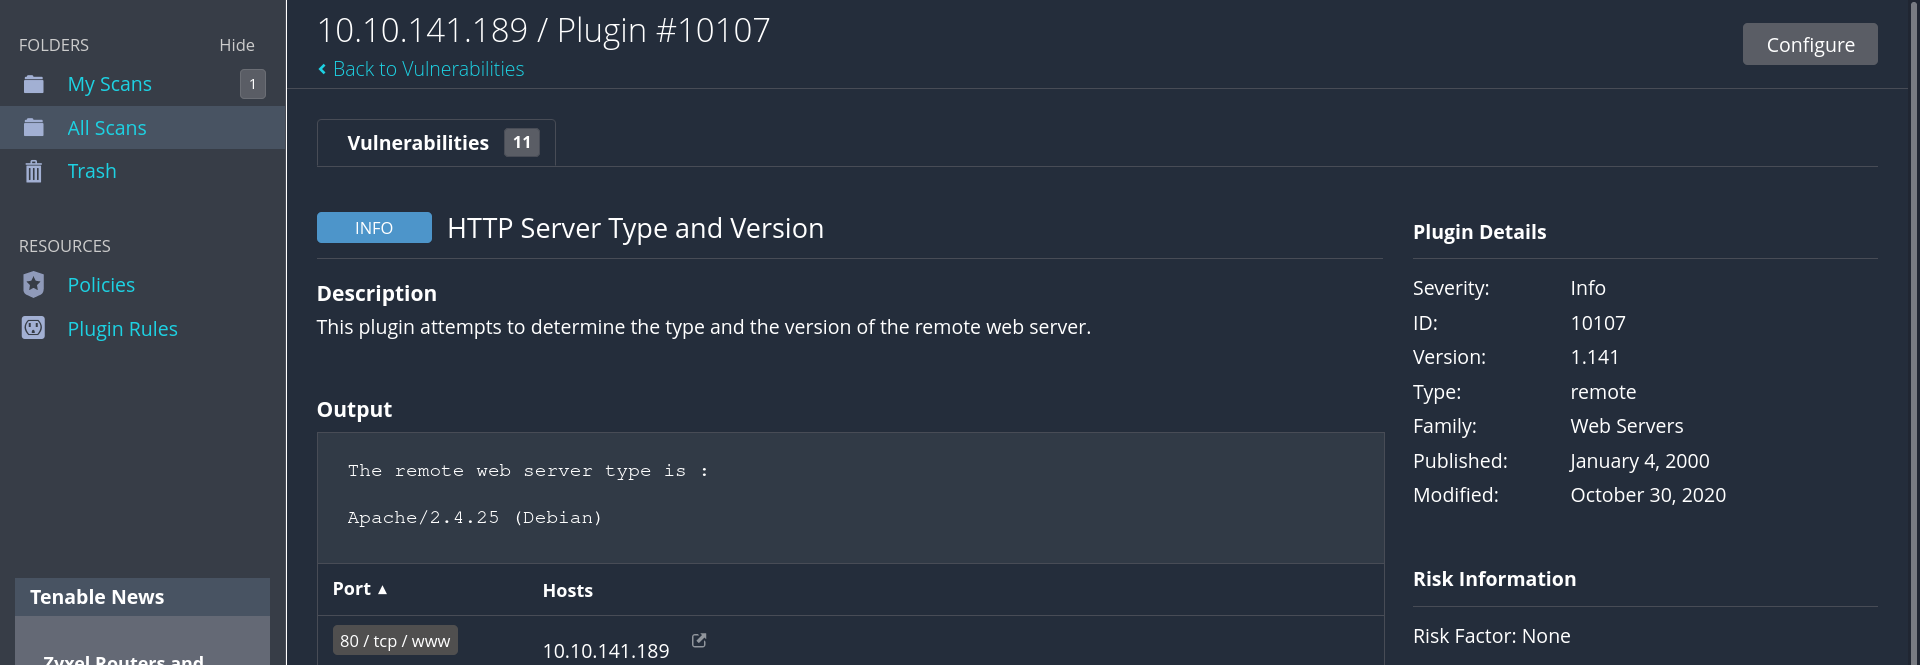 FOLDERS Hide
My Scans 1
All Scans
Trash
RESOURCES
Policies
Plugin Rules
Tenable News
Zyxel Routers and
10.10.141.189 / Plugin #10107
Back to Vulnerabilities
Configure
Vulnerabilities 11
INFO HTTP Server Type and Version
Description
This plugin attempts to determine the type and the version of the remote web server.
Output
The remote web server type is :
Apache/2.4.25 (Debian)
Port ▲ Hosts
80 / tcp / www 10.10.141.189
Plugin Details
Severity: Info
ID: 10107
Version: 1.141
Type: remote
Family: Web Servers
Published: January 4, 2000
Modified: October 30, 2020
Risk Information
Risk Factor: None